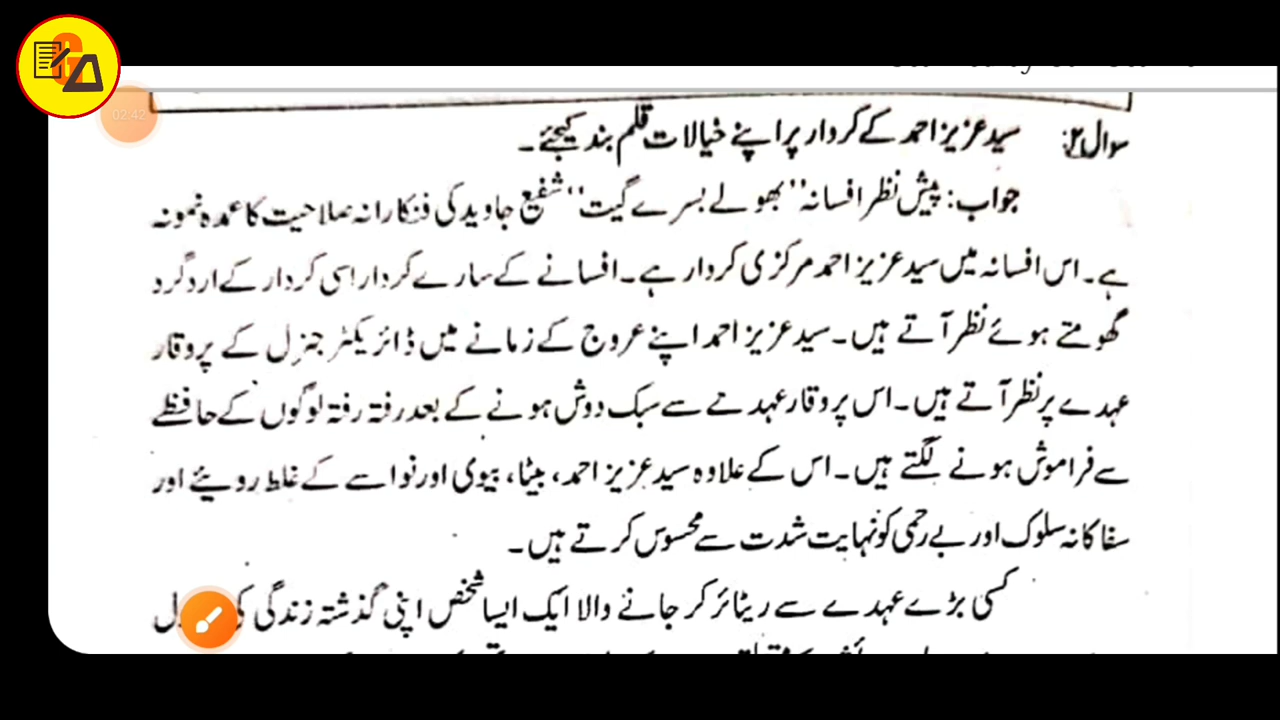 02:42
سوال ۲: سید عزیز احمد کے کردار پر اپنے خیالات قلم بند کیجئے۔
جواب: پیش نظر افسانہ "بھولے بسرے گیت" شفیع جاوید کی فنکارانہ صلاحیت کا عمدہ نمونہ
ہے۔ اس افسانہ میں سید عزیز احمد مرکزی کردار ہے۔ افسانے کے سارے کردار اسی کردار کے اردگرد
گھومتے ہوئے نظر آتے ہیں۔ سید عزیز احمد اپنے عروج کے زمانے میں ڈائریکٹر جنرل کے پروقار
عہدے پر نظر آتے ہیں۔ اس پروقار عہدے سے سبک دوش ہونے کے بعد رفتہ رفتہ لوگوں کے حافظے
سے فراموش ہونے لگتے ہیں۔ اس کے علاوہ سید عزیز احمد، بیٹا، بیوی اور نواسے کے غلط رویئے اور
سفاکانہ سلوک اور بے رحمی کو نہایت شدت سے محسوس کرتے ہیں۔
کسی بڑے عہدے سے ریٹائر کر جانے والا ایک ایسا شخص اپنی گذشتہ زندگی